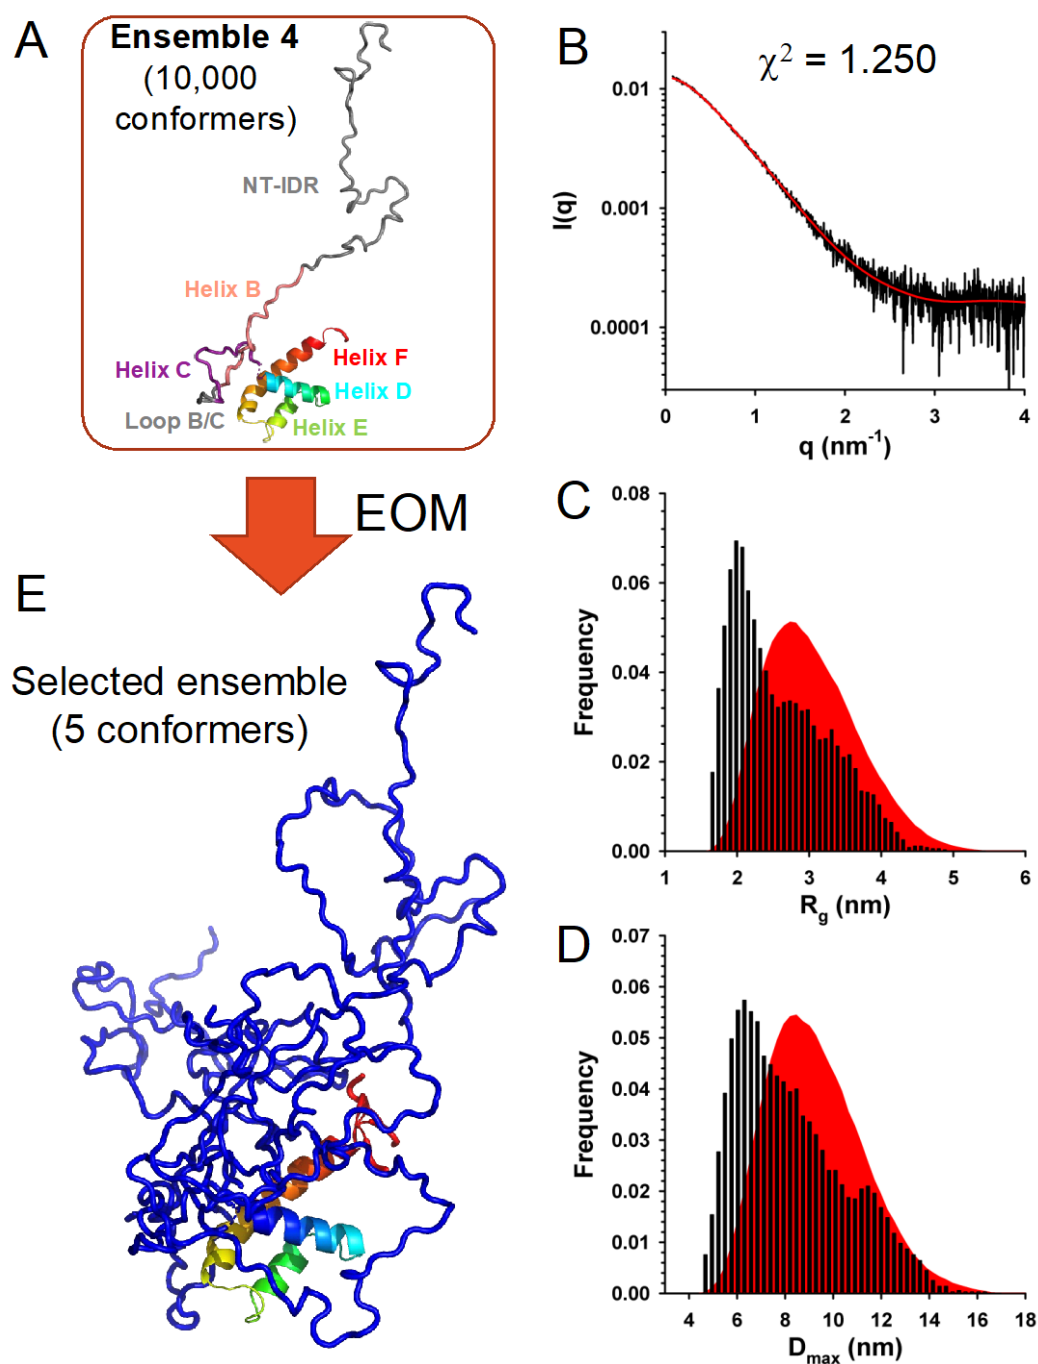 A
Ensemble 4
(10,000
conformers)
NT-IDR
Helix B
Helix C
Helix F
Helix D
Loop B/C
Helix E
B
χ² = 1.250
0.01
0.001
0.0001
I(q)
0 1 2 3 4
q (nm⁻¹)
EOM
C
0.08
0.06
0.04
0.02
0.00
Frequency
1 2 3 4 5 6
Rg (nm)
E
Selected ensemble
(5 conformers)
D
0.07
0.06
0.05
0.04
0.03
0.02
0.01
0.00
Frequency
4 6 8 10 12 14 16 18
Dmax (nm)